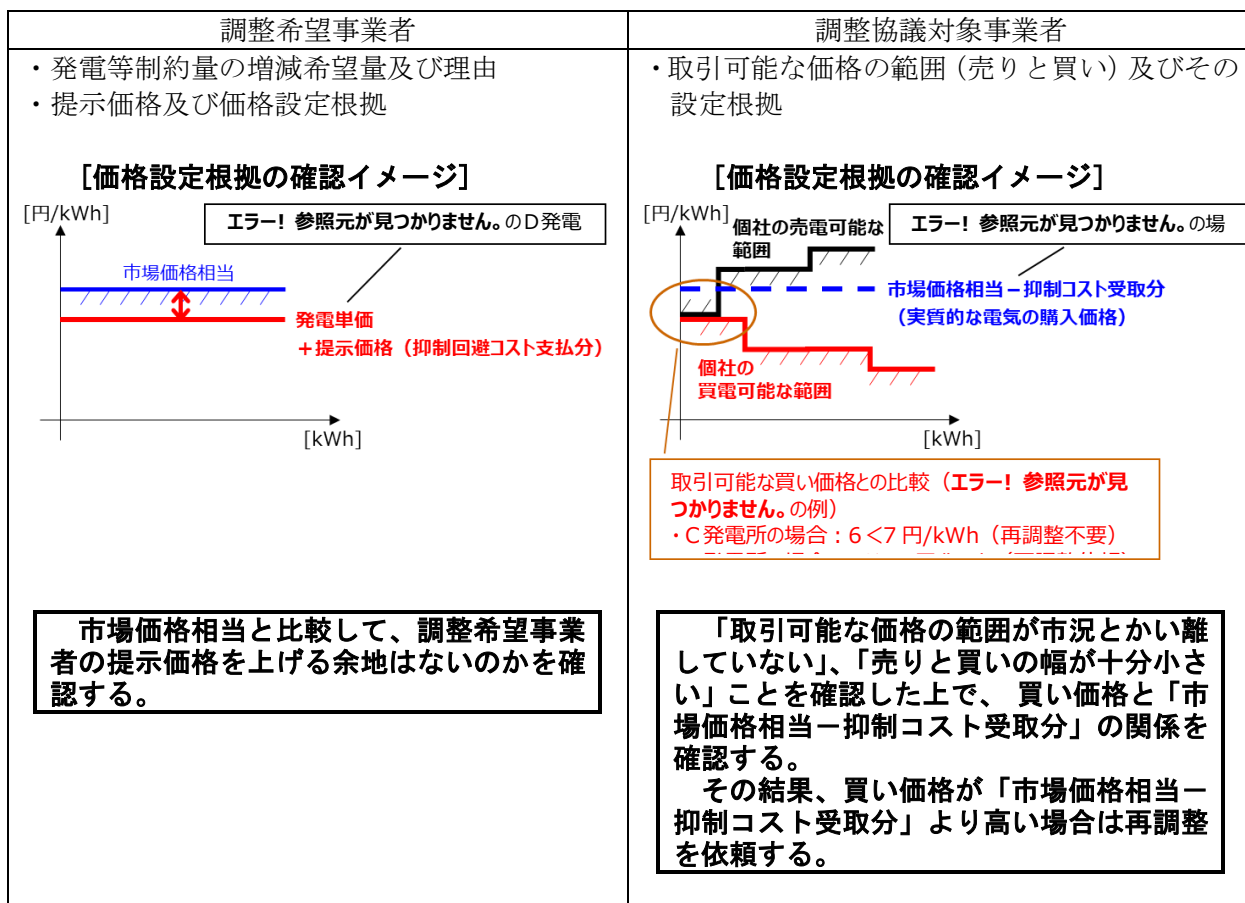 調整希望事業者
・発電等制約量の増減希望量及び理由
・提示価格及び価格設定根拠
[価格設定根拠の確認イメージ]
[円/kWh]
エラー! 参照元が見つかりません。のD発電
市場価格相当
発電単価
+提示価格（抑制回避コスト支払分）
[kWh]
市場価格相当と比較して、調整希望事業
者の提示価格を上げる余地はないのかを確
認する。
調整協議対象事業者
・取引可能な価格の範囲（売りと買い）及びその
設定根拠
[価格設定根拠の確認イメージ]
[円/kWh]
個社の売電可能な
範囲
エラー! 参照元が見つかりません。の場
市場価格相当－抑制コスト受取分
（実質的な電気の購入価格）
個社の
買電可能な範囲
[kWh]
取引可能な買い価格との比較（エラー! 参照元が見
つかりません。の例）
・C発電所の場合：6＜7円/kWh（再調整不要）
「取引可能な価格の範囲が市況とかい離
していない」、「売りと買いの幅が十分小さ
い」ことを確認した上で、 買い価格と「市
場価格相当－抑制コスト受取分」の関係を
確認する。
その結果、買い価格が「市場価格相当－
抑制コスト受取分」より高い場合は再調整
を依頼する。